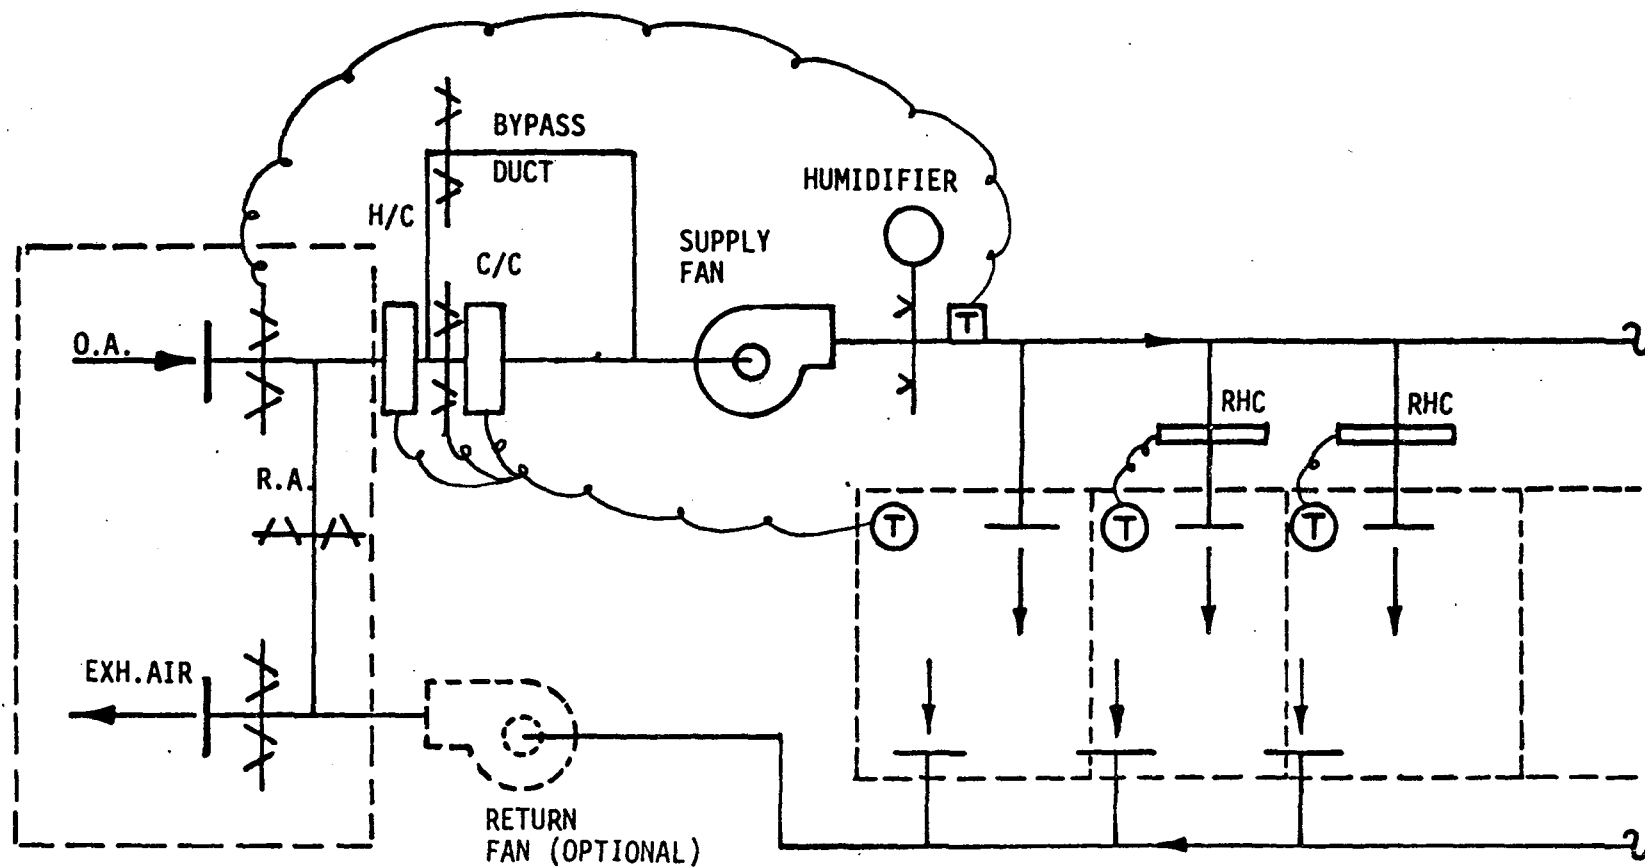 BYPASS
DUCT
HUMIDIFIER
H/C
SUPPLY
FAN
C/C
T
O.A.
RHC
RHC
R.A.
T
T
T
EXH.AIR
RETURN
FAN (OPTIONAL)